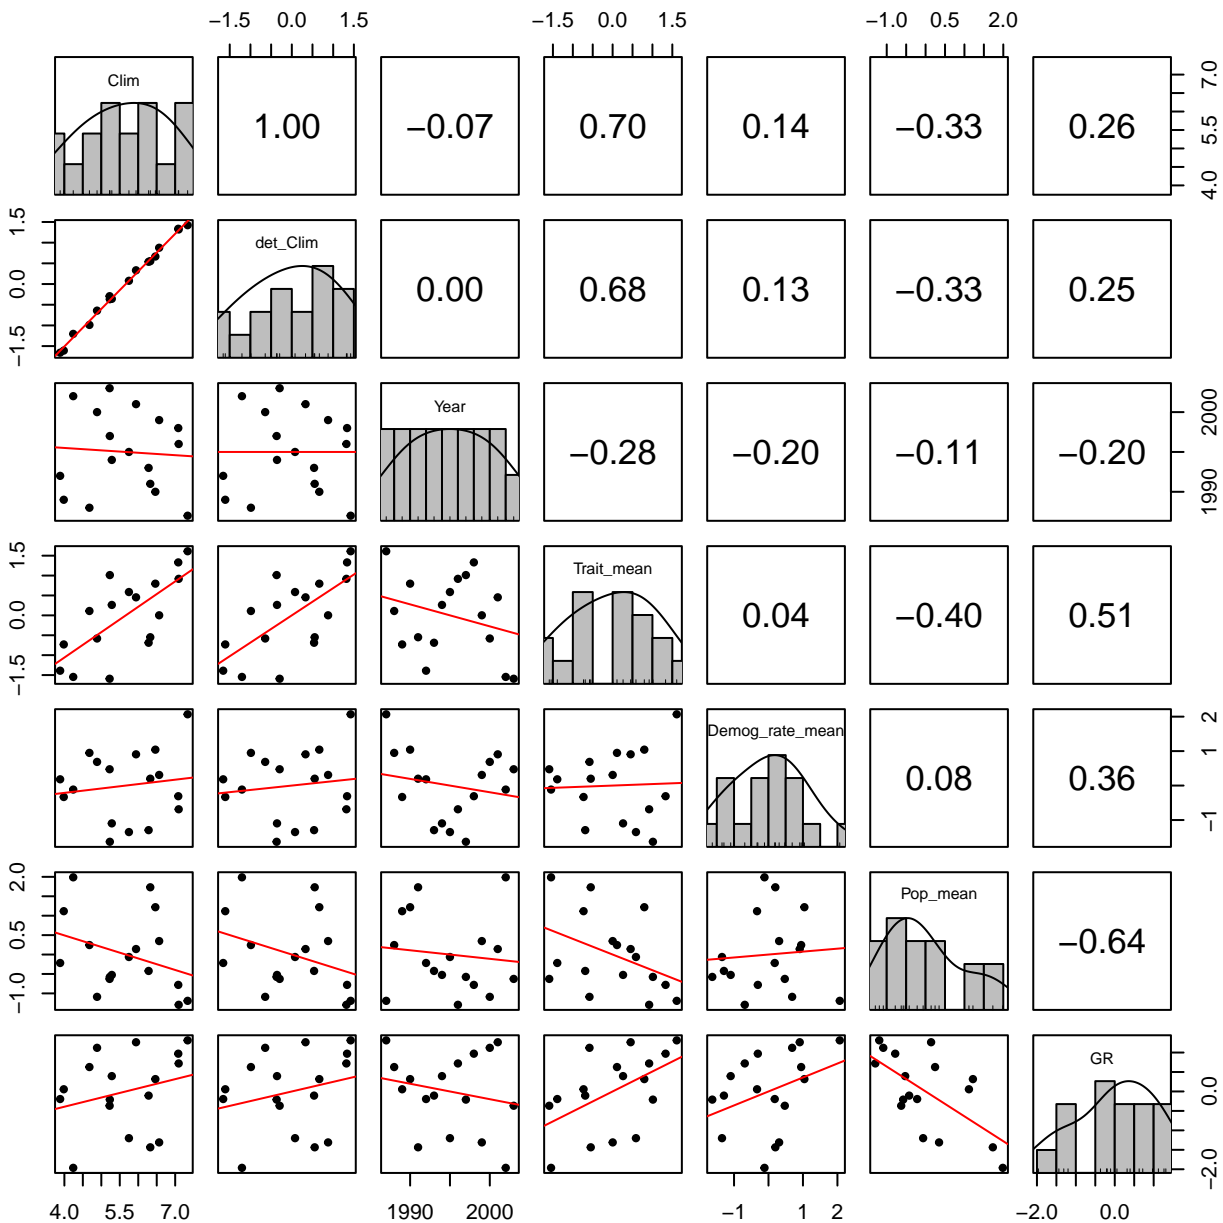 −1.5 0.0 1.5 −1.5 0.0 1.5 −1.0 0.5 2.0
Clim 1.00 −0.07 0.70 0.14 −0.33 0.26 4.0 5.5 7.0
−1.5 0.0 1.5 det_Clim 0.00 0.68 0.13 −0.33 0.25
Year −0.28 −0.20 −0.11 −0.20 1990 2000
−1.5 0.0 1.5 Trait_mean 0.04 −0.40 0.51
Demog_rate_mean 0.08 0.36 −1 1 2
−1.0 0.5 2.0 Pop_mean −0.64
GR −2.0 0.0
4.0 5.5 7.0 1990 2000 −1 1 2 −2.0 0.0